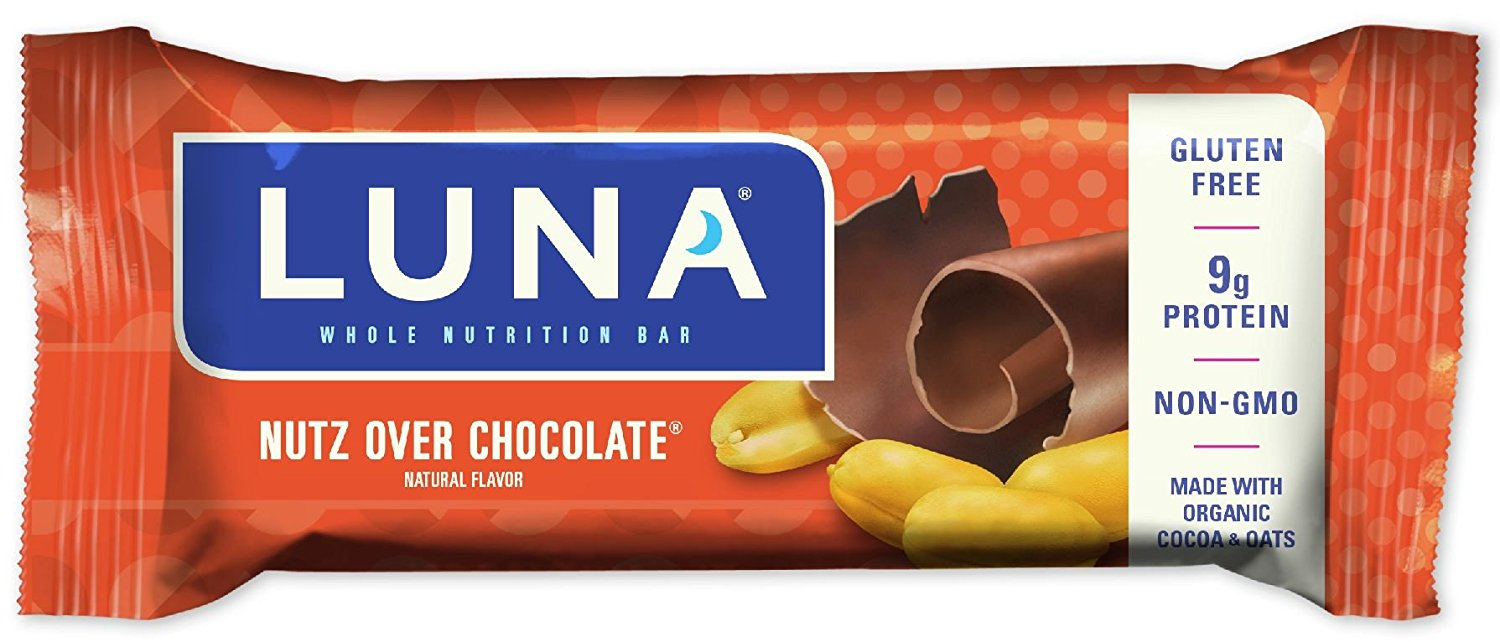 LUNA®
WHOLE NUTRITION BAR
NUTZ OVER CHOCOLATE®
NATURAL FLAVOR
GLUTEN
FREE
9g
PROTEIN
NON-GMO
MADE WITH
ORGANIC
COCOA & OATS